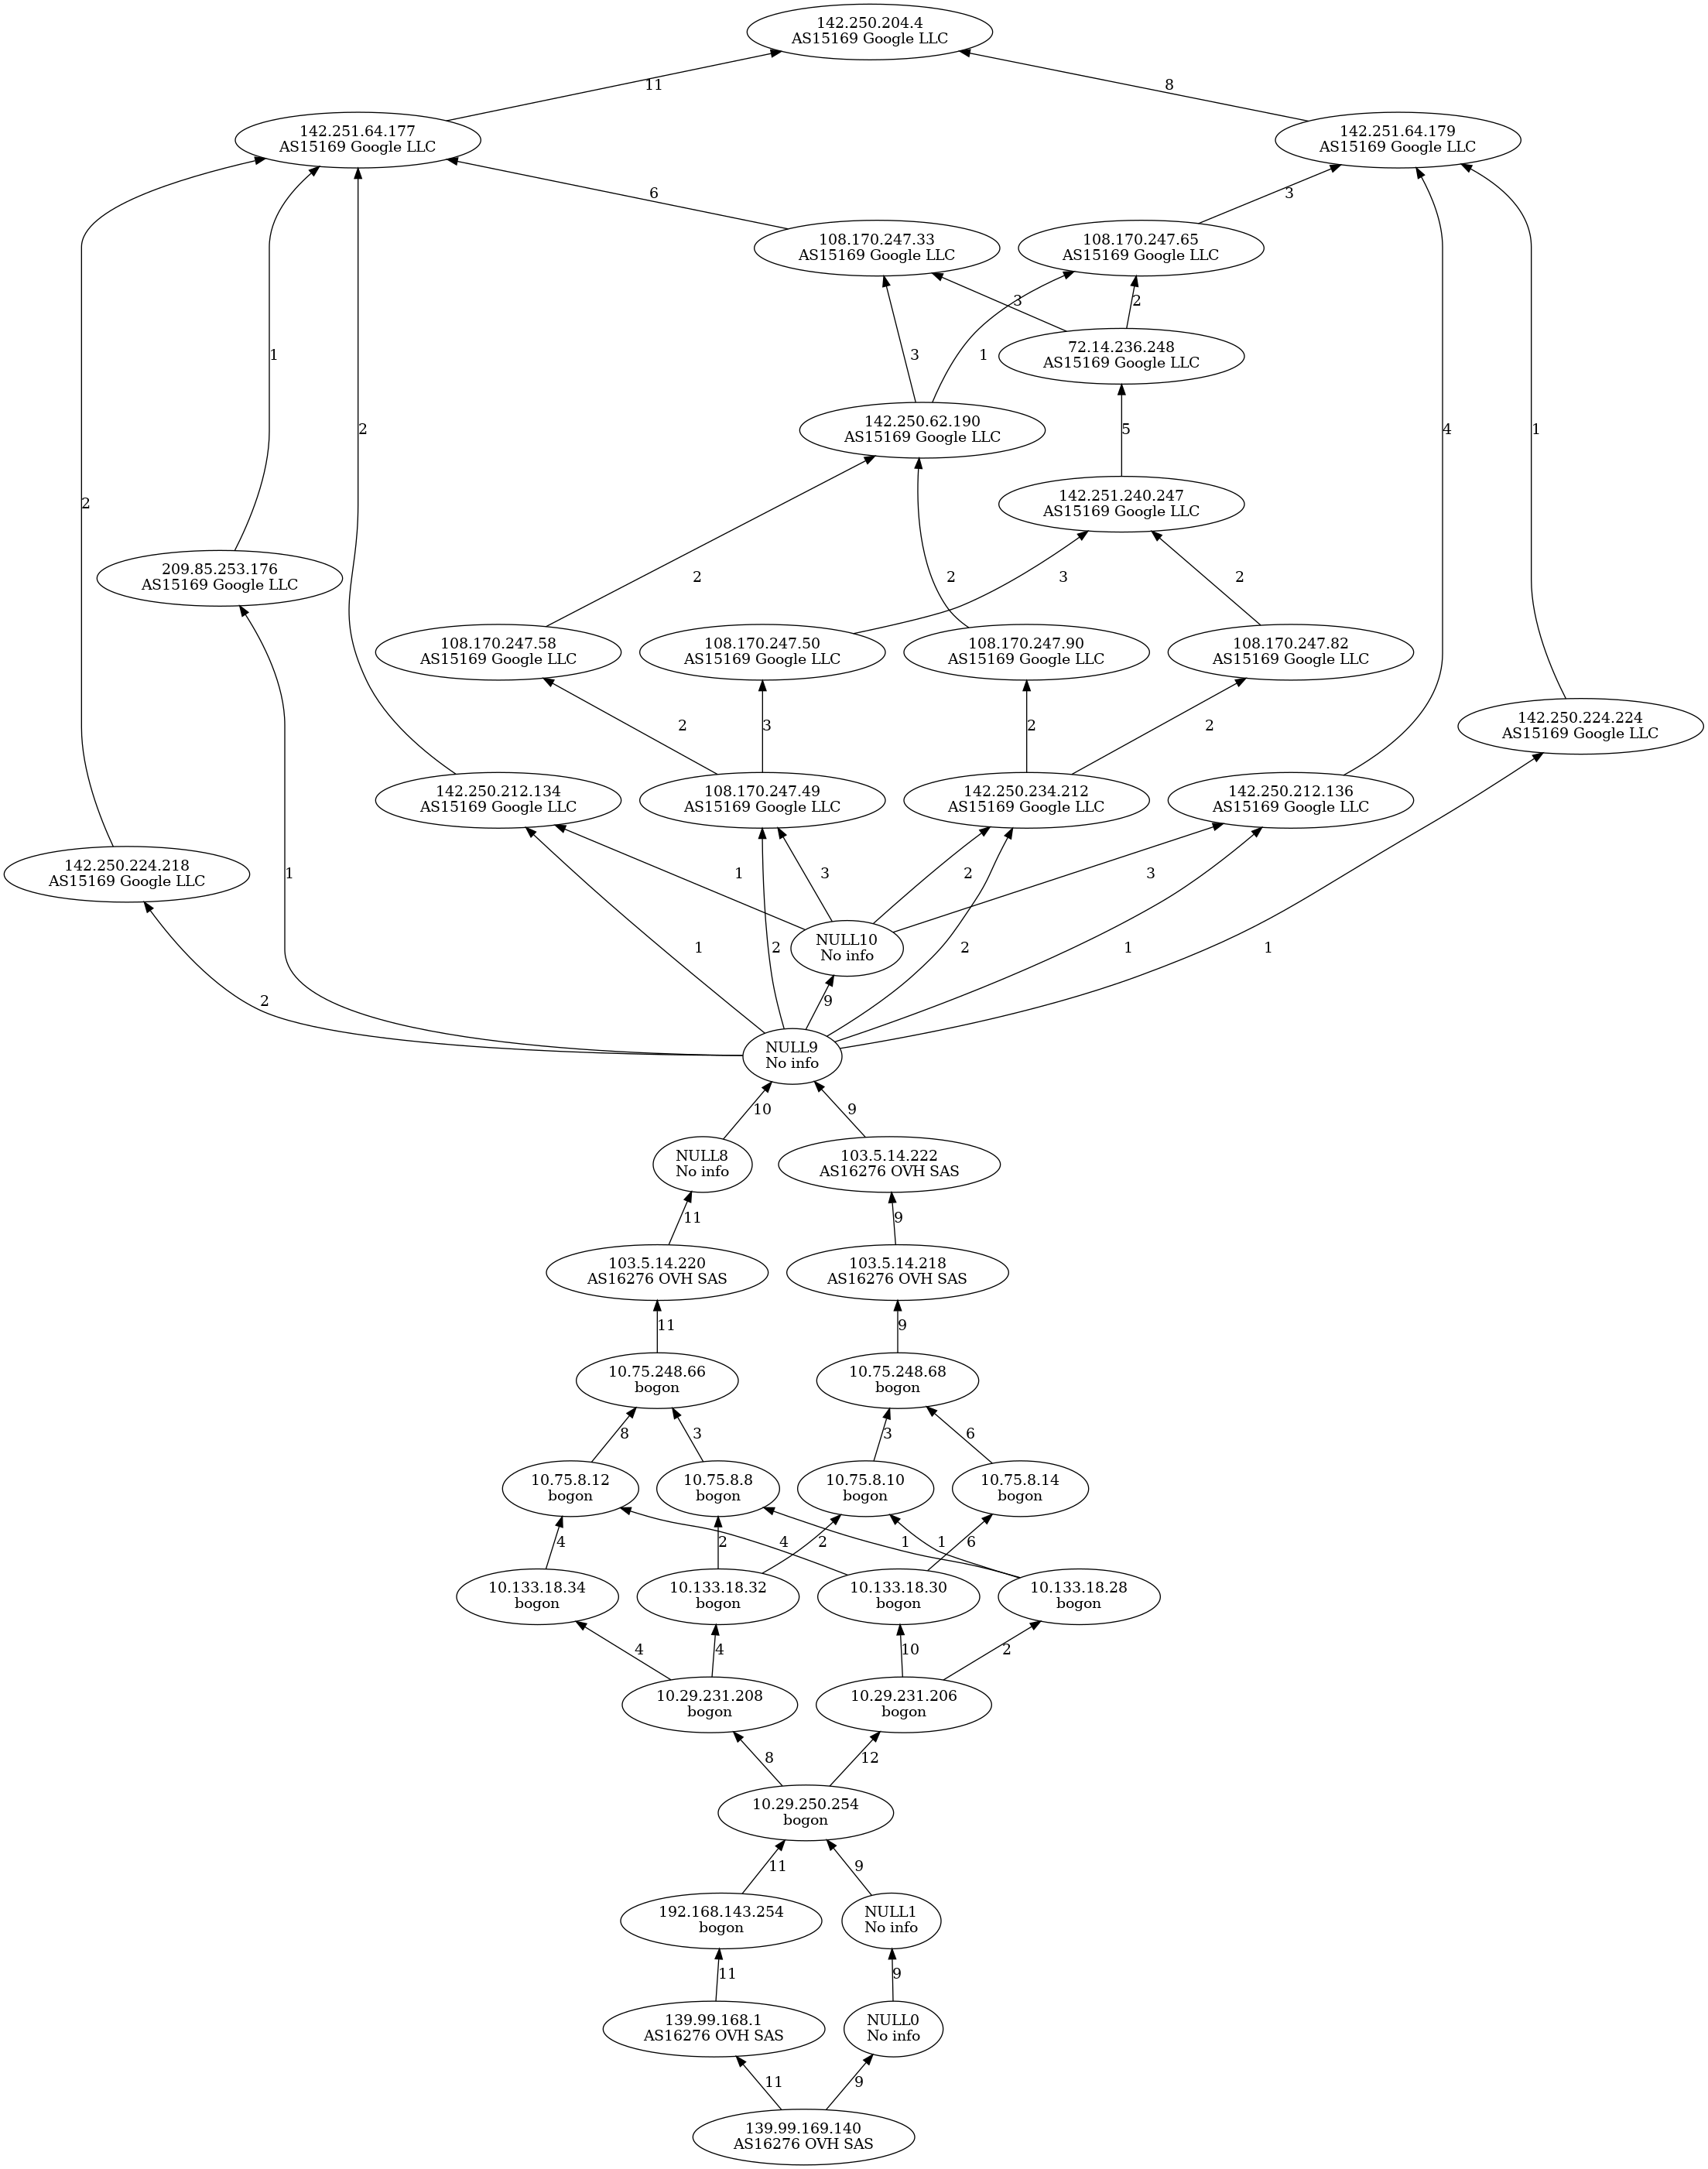 142.250.204.4
AS15169 Google LLC
11
8
142.251.64.177
AS15169 Google LLC
142.251.64.179
AS15169 Google LLC
6
3
108.170.247.33
AS15169 Google LLC
108.170.247.65
AS15169 Google LLC
3
2
72.14.236.248
AS15169 Google LLC
1
3
1
142.250.62.190
AS15169 Google LLC
2
5
4
1
142.251.240.247
AS15169 Google LLC
2
209.85.253.176
AS15169 Google LLC
2
2
3
2
108.170.247.58
AS15169 Google LLC
108.170.247.50
AS15169 Google LLC
108.170.247.90
AS15169 Google LLC
108.170.247.82
AS15169 Google LLC
2
3
2
2
142.250.224.224
AS15169 Google LLC
142.250.212.134
AS15169 Google LLC
108.170.247.49
AS15169 Google LLC
142.250.234.212
AS15169 Google LLC
142.250.212.136
AS15169 Google LLC
142.250.224.218
AS15169 Google LLC
1
1
3
2
3
NULL10
No info
1
2
2
1
1
2
9
NULL9
No info
10
9
NULL8
No info
103.5.14.222
AS16276 OVH SAS
11
9
103.5.14.220
AS16276 OVH SAS
103.5.14.218
AS16276 OVH SAS
11
9
10.75.248.66
bogon
10.75.248.68
bogon
8
3
3
6
10.75.8.12
bogon
10.75.8.8
bogon
10.75.8.10
bogon
10.75.8.14
bogon
4
2
4
2
1
1
6
10.133.18.34
bogon
10.133.18.32
bogon
10.133.18.30
bogon
10.133.18.28
bogon
4
4
10
2
10.29.231.208
bogon
10.29.231.206
bogon
8
12
10.29.250.254
bogon
11
9
192.168.143.254
bogon
NULL1
No info
11
9
139.99.168.1
AS16276 OVH SAS
NULL0
No info
11
9
139.99.169.140
AS16276 OVH SAS